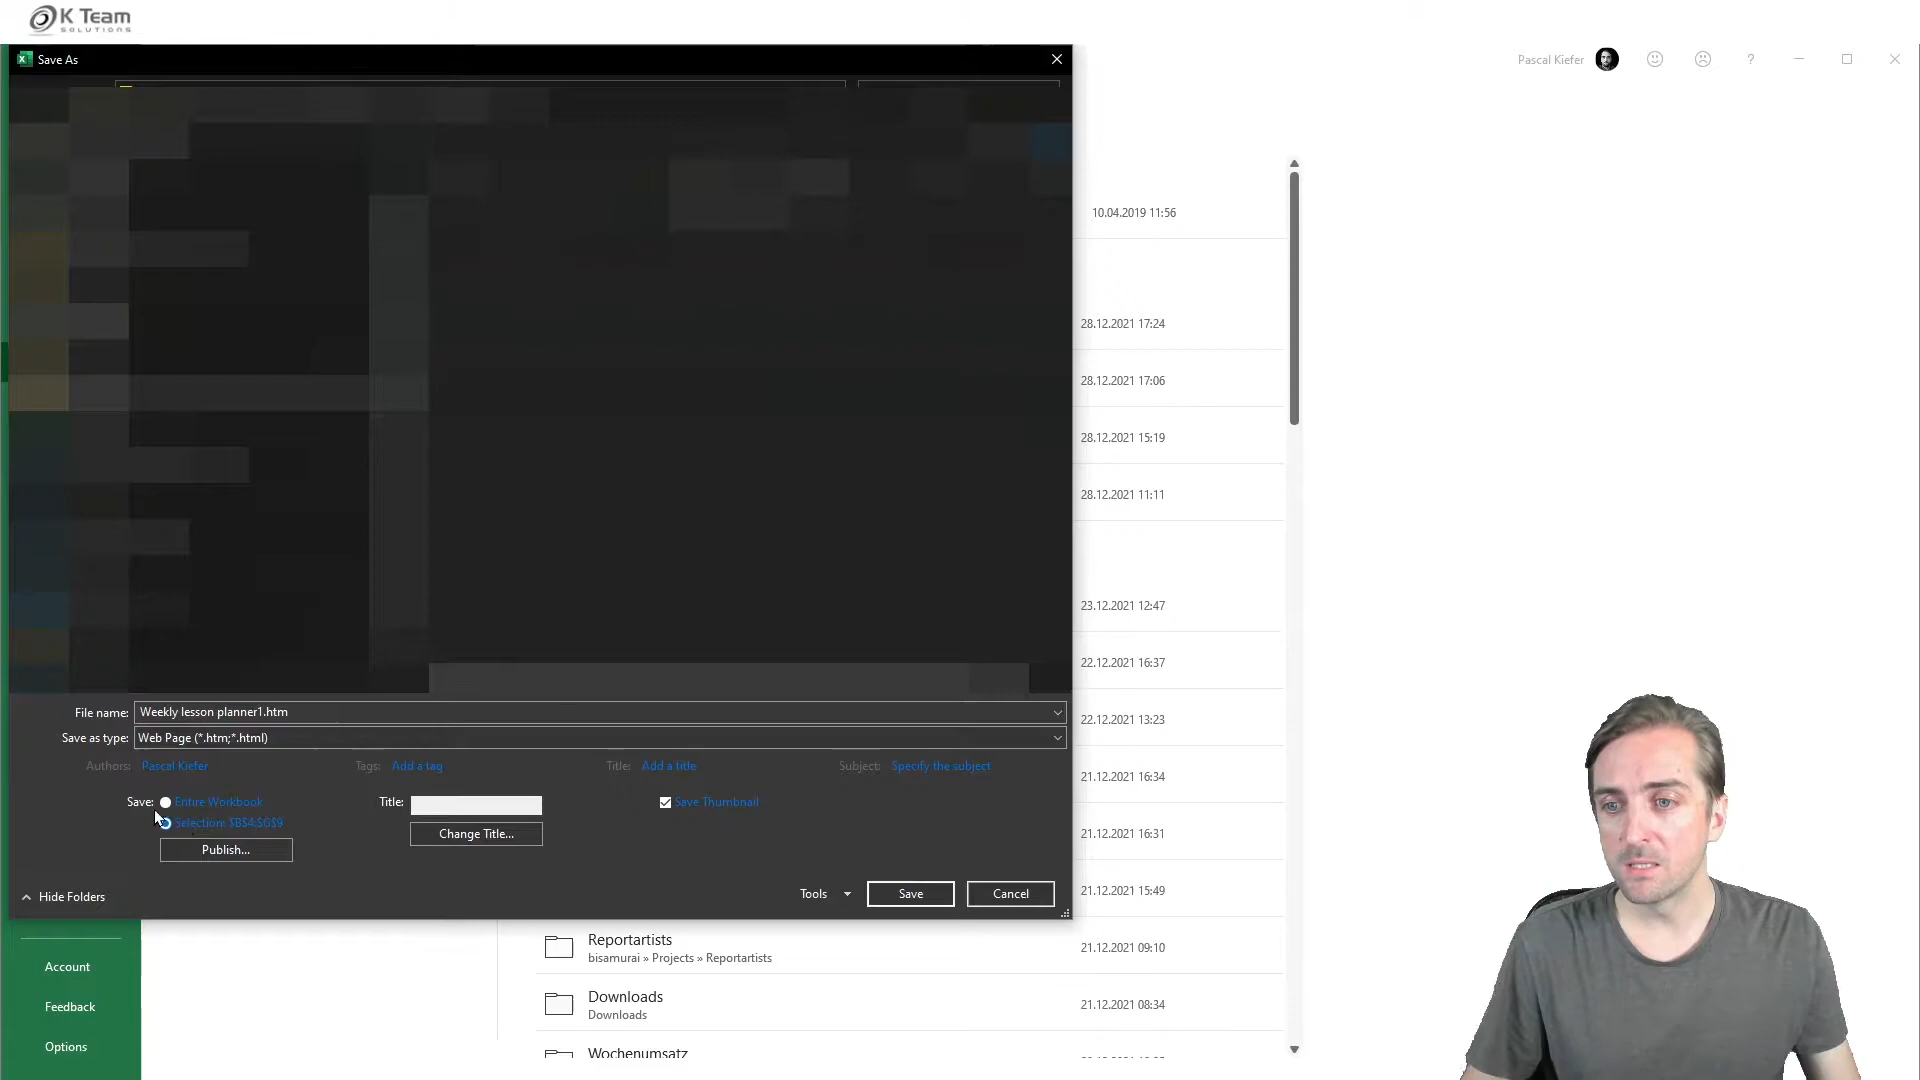 K Team
SOLUTIONS
Save As
Pascal Kiefer
?
10.04.2019 11:56
28.12.2021 17:24
28.12.2021 17:06
28.12.2021 15:19
28.12.2021 11:11
23.12.2021 12:47
22.12.2021 16:37
22.12.2021 13:23
21.12.2021 16:34
21.12.2021 16:31
21.12.2021 15:49
File name: Weekly lesson planner1.htm
Save as type: Web Page (*.htm;*.html)
Authors: Pascal Kiefer Tags: Add a tag Title: Add a title Subject: Specify the subject
Save: Entire Workbook Title: Save Thumbnail
Selection: $B$4:$G$9
Change Title...
Publish...
Hide Folders Tools Save Cancel
Reportartists 21.12.2021 09:10
bisamurai » Projects » Reportartists
Downloads 21.12.2021 08:34
Downloads
Wochenumsatz
Account
Feedback
Options